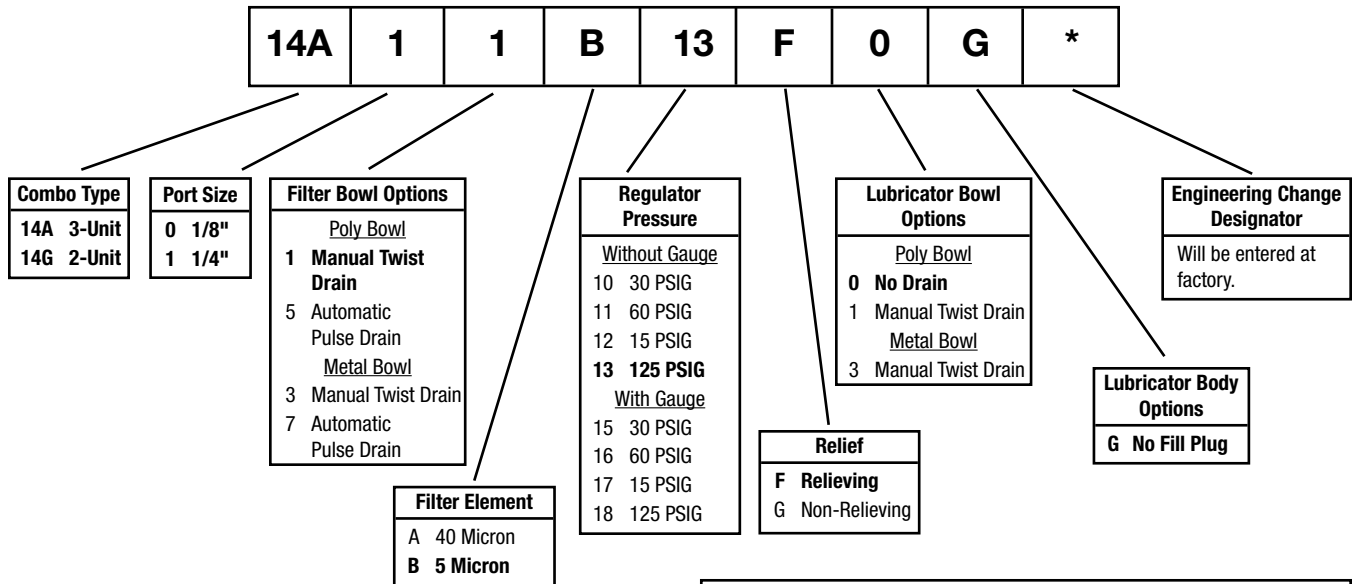 14A 1 1 B 13 F 0 G *
Combo Type
14A 3-Unit
14G 2-Unit
Port Size
0 1/8"
1 1/4"
Filter Bowl Options
Poly Bowl
1 Manual Twist
Drain
5 Automatic
Pulse Drain
Metal Bowl
3 Manual Twist Drain
7 Automatic
Pulse Drain
Filter Element
A 40 Micron
B 5 Micron
Regulator
Pressure
Without Gauge
10 30 PSIG
11 60 PSIG
12 15 PSIG
13 125 PSIG
With Gauge
15 30 PSIG
16 60 PSIG
17 15 PSIG
18 125 PSIG
Relief
F Relieving
G Non-Relieving
Lubricator Bowl
Options
Poly Bowl
0 No Drain
1 Manual Twist Drain
Metal Bowl
3 Manual Twist Drain
Lubricator Body
Options
G No Fill Plug
Engineering Change
Designator
Will be entered at
factory.